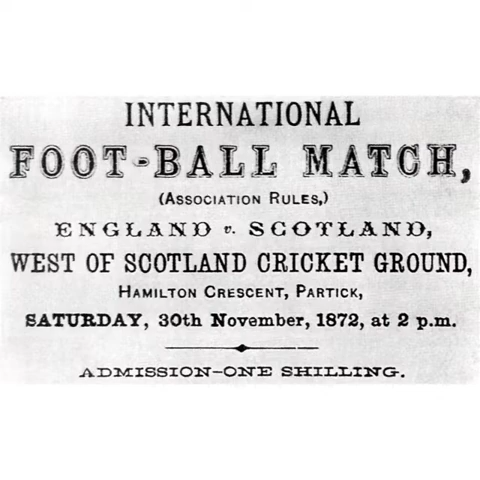 INTERNATIONAL
FOOT-BALL MATCH,
(ASSOCIATION RULES,)
ENGLAND v. SCOTLAND,
WEST OF SCOTLAND CRICKET GROUND,
HAMILTON CRESCENT, PARTICK,
SATURDAY, 30th November, 1872, at 2 p.m.
ADMISSION—ONE SHILLING.